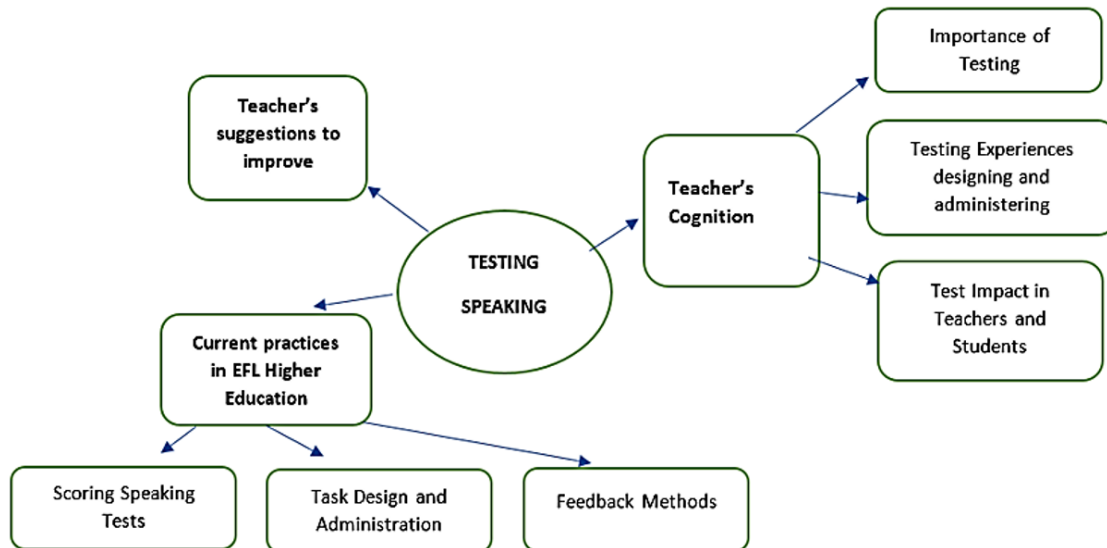 Importance of
Testing
Teacher's
suggestions to
improve
Teacher's
Cognition
Testing Experiences
designing and
administering
TESTING
SPEAKING
Test Impact in
Teachers and
Students
Current practices
in EFL Higher
Education
Scoring Speaking
Tests
Task Design and
Administration
Feedback Methods